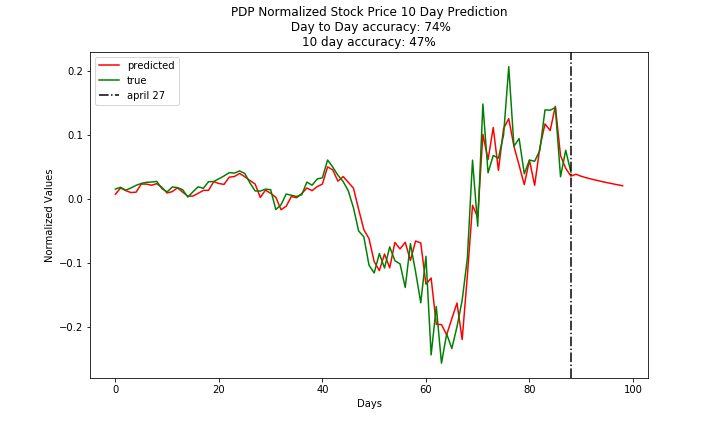 PDP Normalized Stock Price 10 Day Prediction
Day to Day accuracy: 74%
10 day accuracy: 47%
predicted
true
april 27
Normalized Values
0.2
0.1
0.0
−0.1
−0.2
0 20 40 60 80 100
Days